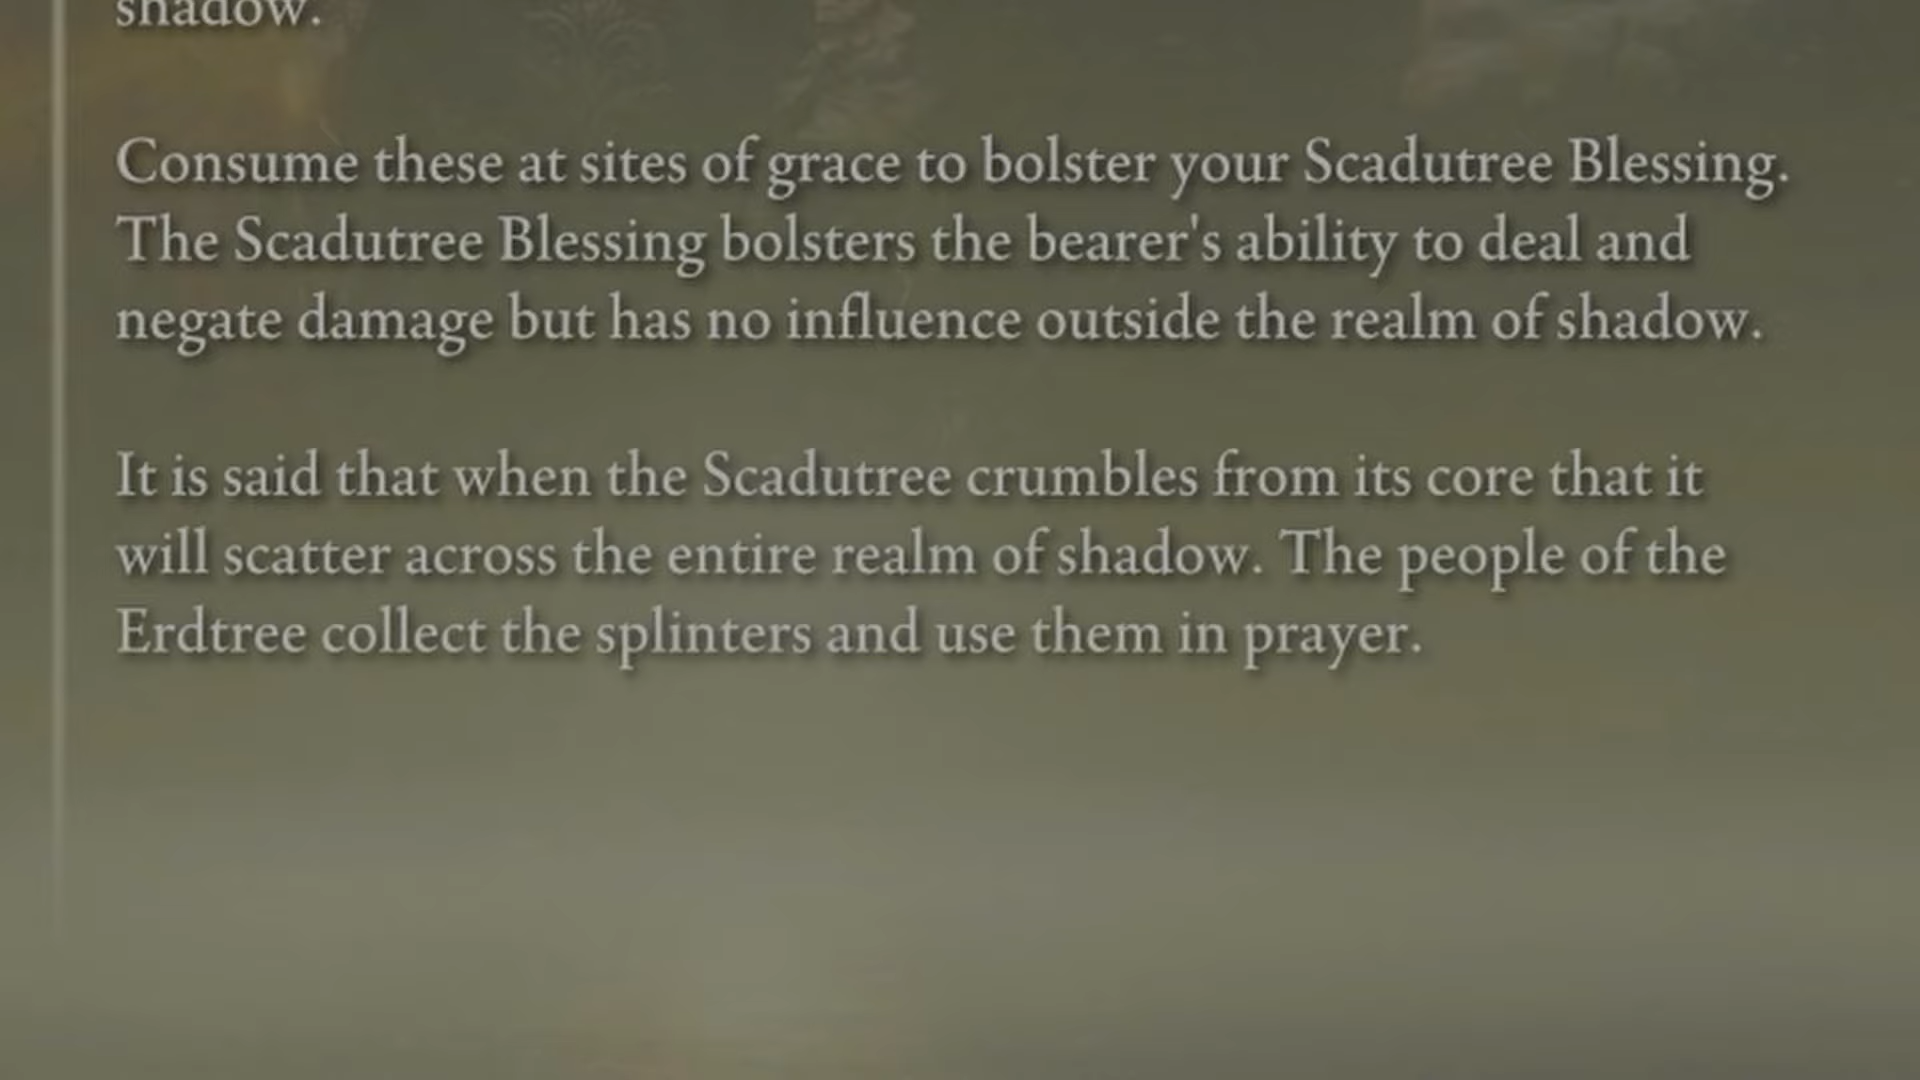 shadow.
Consume these at sites of grace to bolster your Scadutree Blessing.
The Scadutree Blessing bolsters the bearer's ability to deal and
negate damage but has no influence outside the realm of shadow.
It is said that when the Scadutree crumbles from its core that it
will scatter across the entire realm of shadow. The people of the
Erdtree collect the splinters and use them in prayer.